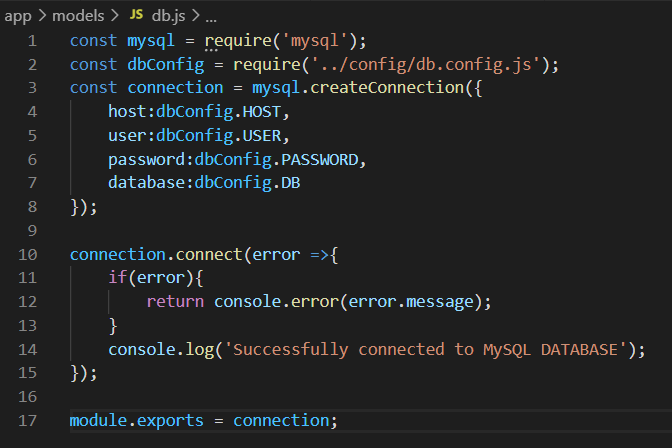 app > models > JS db.js > ...
1 const mysql = require('mysql');
2 const dbConfig = require('../config/db.config.js');
3 const connection = mysql.createConnection({
4     host:dbConfig.HOST,
5     user:dbConfig.USER,
6     password:dbConfig.PASSWORD,
7     database:dbConfig.DB
8 });
9
10 connection.connect(error =>{
11     if(error){
12         return console.error(error.message);
13     }
14     console.log('Successfully connected to MySQL DATABASE');
15 });
16
17 module.exports = connection;